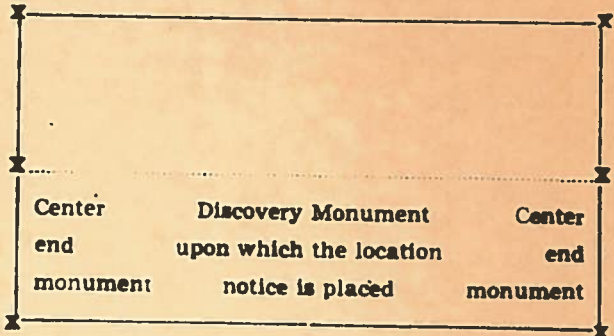 Center Discovery Monument Center
end upon which the location end
monument notice is placed monument